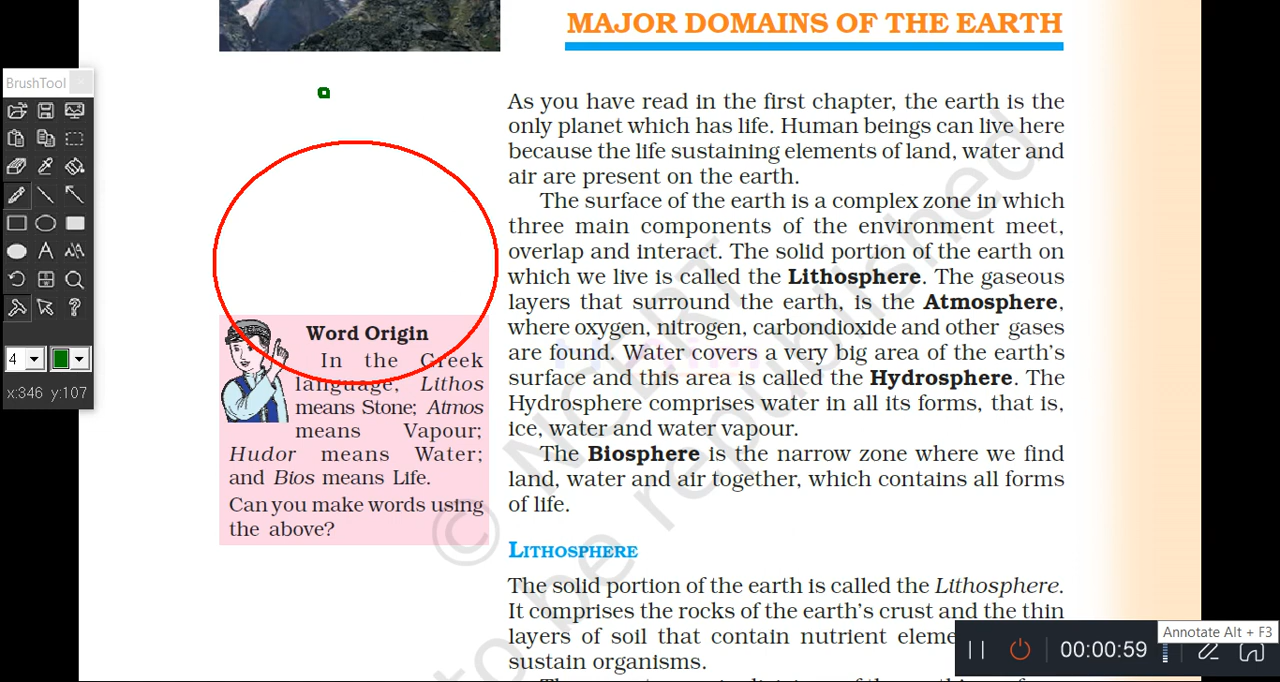 MAJOR DOMAINS OF THE EARTH
BrushTool
As you have read in the first chapter, the earth is the
only planet which has life. Human beings can live here
because the life sustaining elements of land, water and
air are present on the earth.
The surface of the earth is a complex zone in which
three main components of the environment meet,
overlap and interact. The solid portion of the earth on
which we live is called the Lithosphere. The gaseous
layers that surround the earth, is the Atmosphere,
where oxygen, nitrogen, carbondioxide and other gases
are found. Water covers a very big area of the earth's
surface and this area is called the Hydrosphere. The
Hydrosphere comprises water in all its forms, that is,
ice, water and water vapour.
The Biosphere is the narrow zone where we find
land, water and air together, which contains all forms
of life.
4
x:346 y:107
Word Origin
In the Greek
language, Lithos
means Stone; Atmos
means Vapour;
Hudor means Water;
and Bios means Life.
Can you make words using
the above?
LITHOSPHERE
The solid portion of the earth is called the Lithosphere.
It comprises the rocks of the earth's crust and the thin
layers of soil that contain nutrient
sustain organisms.
© NCERT
to be republished
Annotate Alt + F3
00:00:59